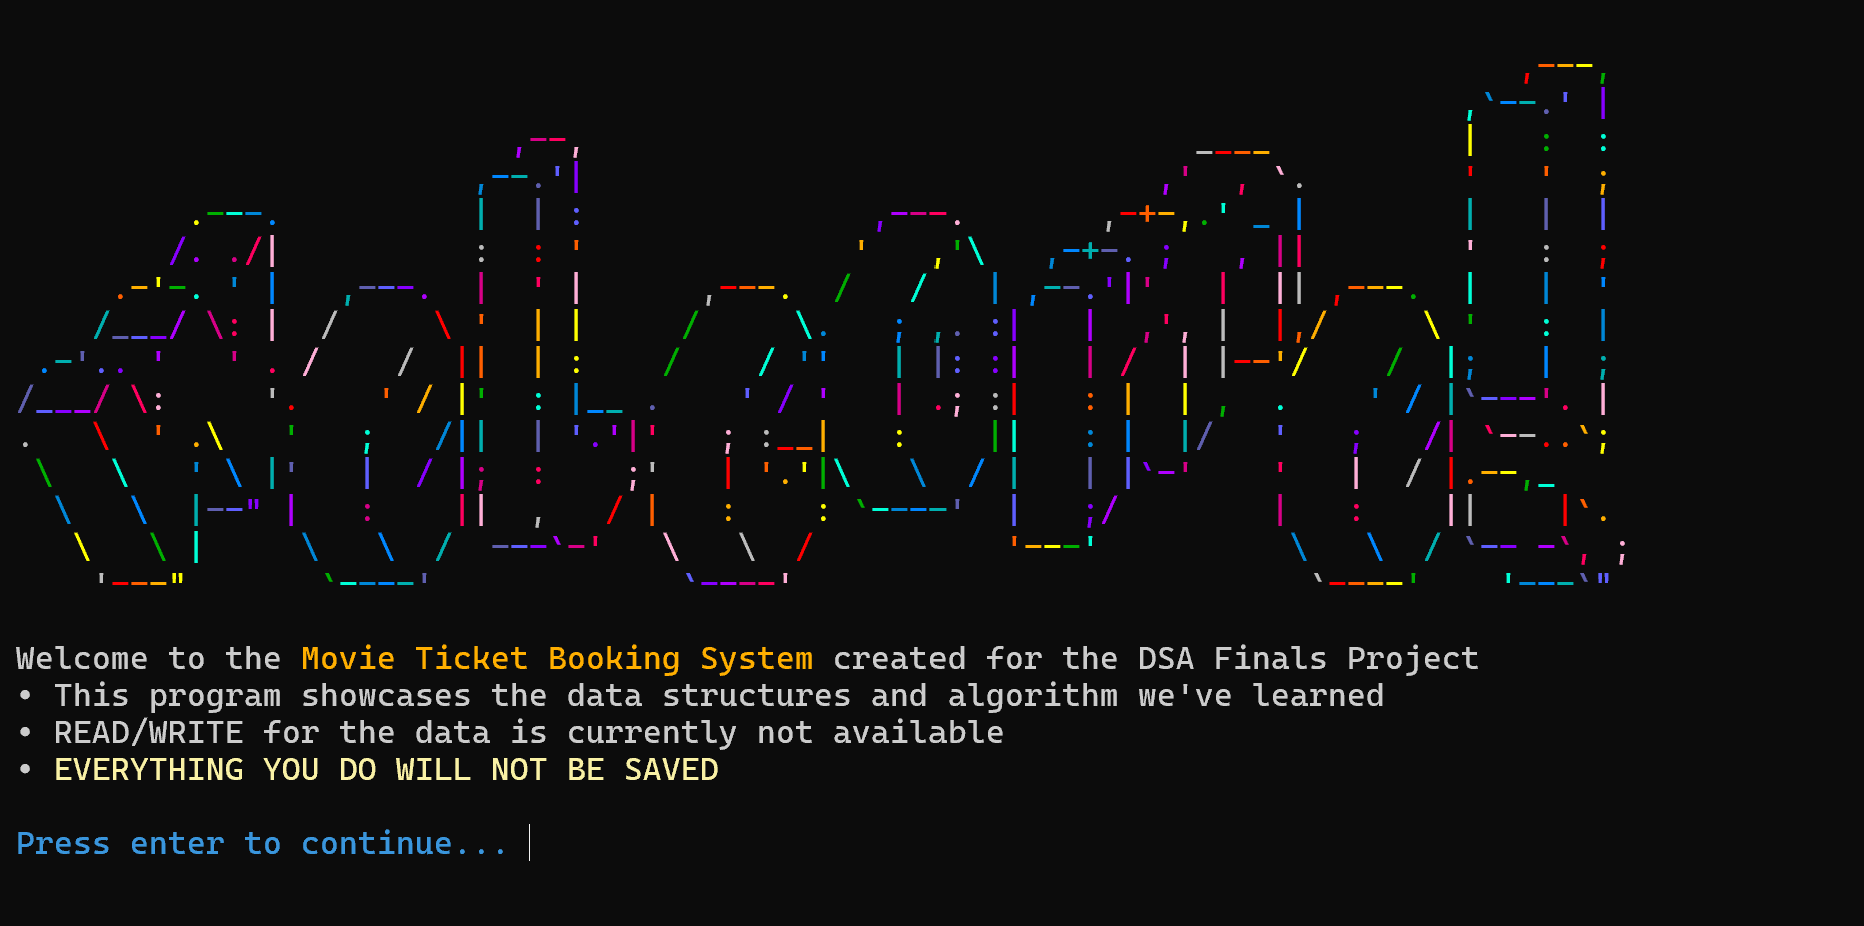 Welcome to the Movie Ticket Booking System created for the DSA Finals Project
• This program showcases the data structures and algorithm we've learned
• READ/WRITE for the data is currently not available
• EVERYTHING YOU DO WILL NOT BE SAVED
Press enter to continue...